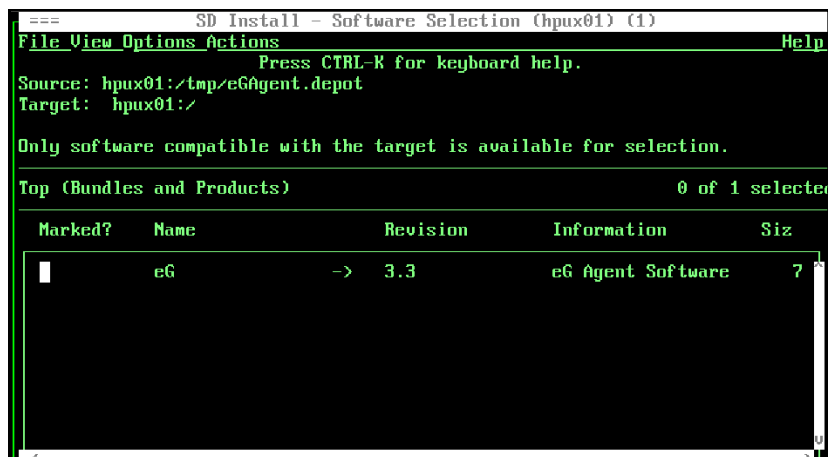 === SD Install - Software Selection (hpux01) (1)
File View Options Actions Help
Press CTRL-K for keyboard help.
Source: hpux01:/tmp/eGAgent.depot
Target: hpux01:/
Only software compatible with the target is available for selection.
Top (Bundles and Products) 0 of 1 selected
Marked? Name Revision Information Siz
eG -> 3.3 eG Agent Software 7